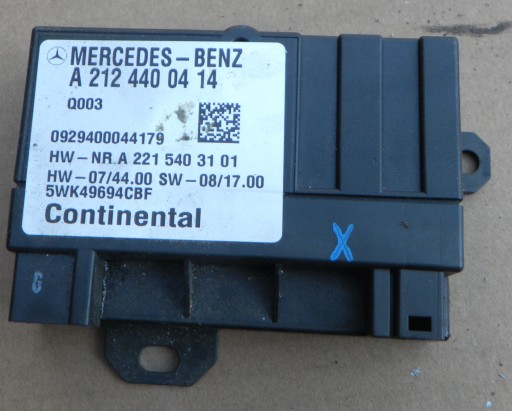 MERCEDES-BENZ
A 212 440 04 14
Q003
0929400044179
HW-NR.A 221 540 31 01
HW-07/44.00 SW-08/17.00
5WK49694CBF
Continental
X